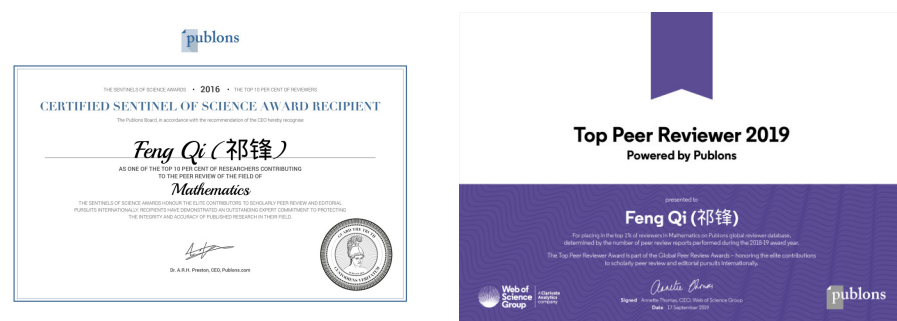 publons
THE SENTINELS OF SCIENCE AWARDS • 2016 • THE TOP 10 PER CENT OF REVIEWERS
CERTIFIED SENTINEL OF SCIENCE AWARD RECIPIENT
The Publons Board, in accordance with the recommendation of the CEO hereby recognise
Feng Qi (祁锋)
AS ONE OF THE TOP 10 PER CENT OF RESEARCHERS CONTRIBUTING
TO THE PEER REVIEW OF THE FIELD OF
Mathematics
THE SENTINELS OF SCIENCE AWARDS HONOUR THE ELITE CONTRIBUTORS TO SCHOLARLY PEER REVIEW AND EDITORIAL
PURSUITS INTERNATIONALLY. RECIPIENTS HAVE DEMONSTRATED AN OUTSTANDING EXPERT COMMITMENT TO PROTECTING
THE INTEGRITY AND ACCURACY OF PUBLISHED RESEARCH IN THEIR FIELD.
Dr. A.R.H. Preston, CEO, Publons.com
GUARD THE TRUTH
Top Peer Reviewer 2019
Powered by Publons
presented to
Feng Qi (祁锋)
For placing in the top 1% of reviewers in Mathematics on Publons global reviewer database,
determined by the number of peer review reports performed during the 2018-19 award year.
The Top Peer Reviewer Award is part of the Global Peer Review Awards – honoring the elite contributions
to scholarly peer review and editorial pursuits internationally.
Web of
Science
Group
A Clarivate
Analytics
company
Signed Annette Thomas, CEO, Web of Science Group
Date 17 September 2019
publons